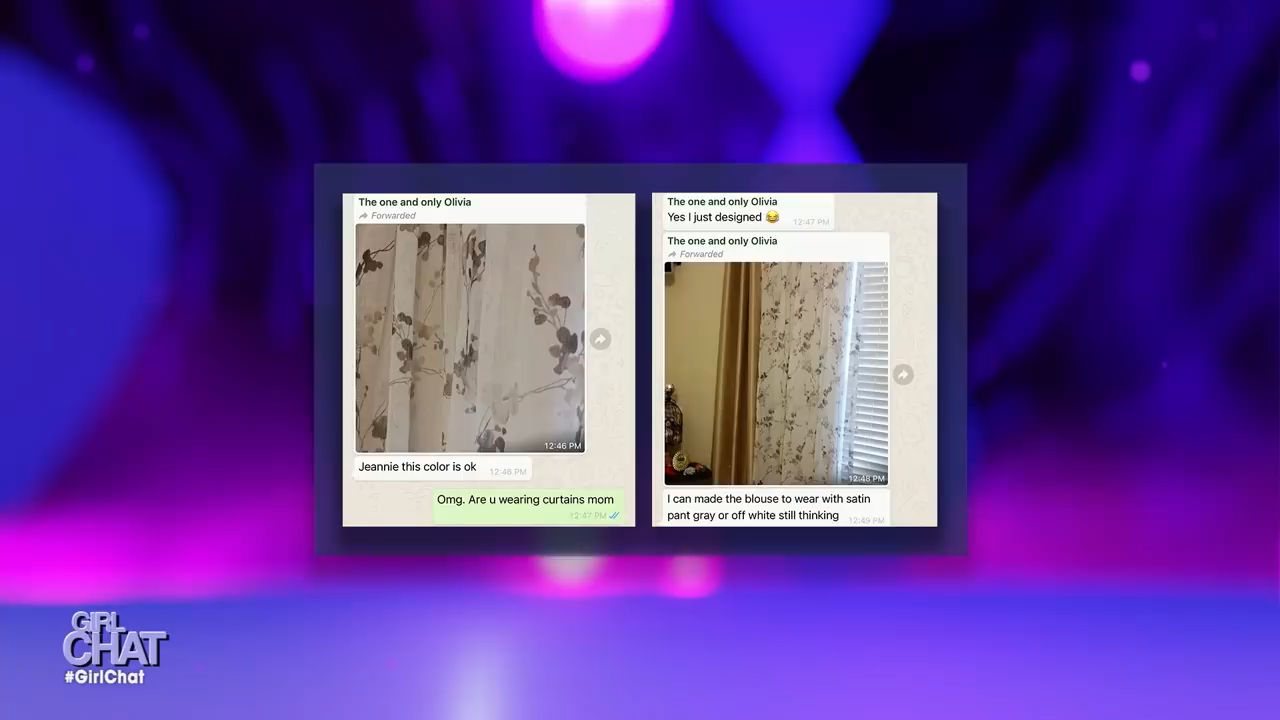 The one and only Olivia
Forwarded
12:46 PM
Jeannie this color is ok
12:46 PM
Omg. Are u wearing curtains mom
12:47 PM
The one and only Olivia
Yes I just designed 😂
12:47 PM
The one and only Olivia
Forwarded
12:48 PM
I can made the blouse to wear with satin
pant gray or off white still thinking
12:49 PM
GIRL
CHAT
#GirlChat